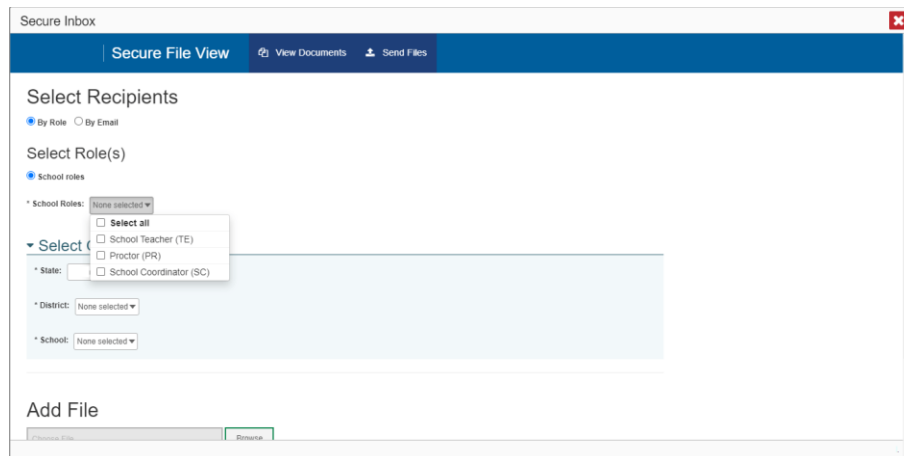 Secure Inbox
Secure File View View Documents Send Files
Select Recipients
By Role By Email
Select Role(s)
School roles
* School Roles: None selected
Select all
School Teacher (TE)
Select
Proctor (PR)
* State: School Coordinator (SC)
* District: None selected
* School: None selected
Add File
Choose File Browse